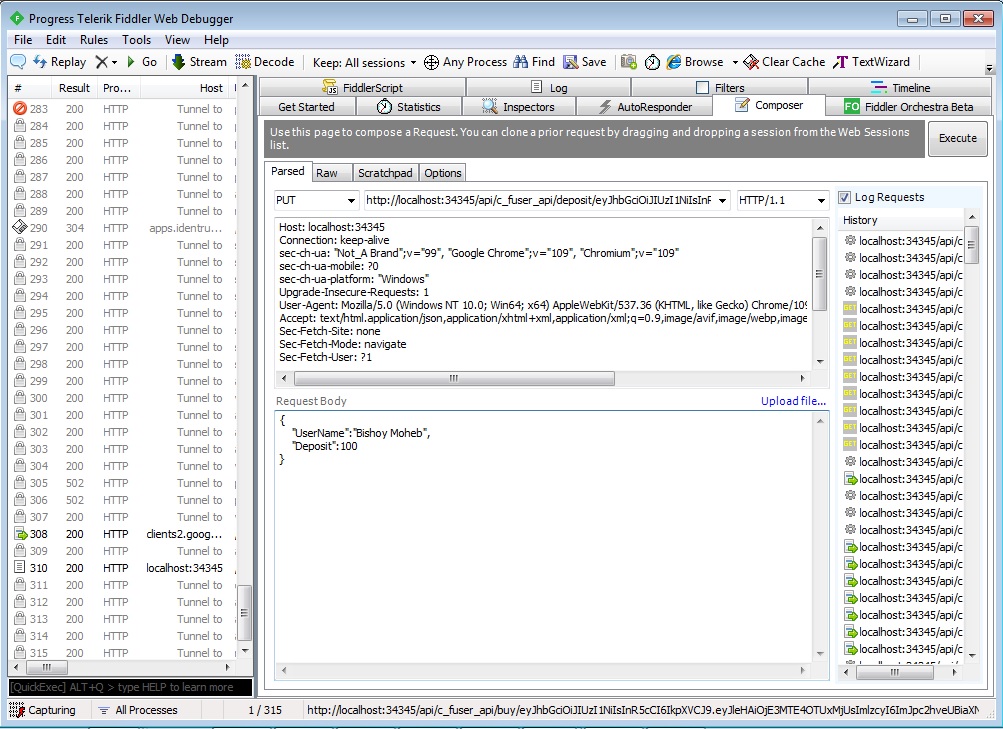 Progress Telerik Fiddler Web Debugger
File Edit Rules Tools View Help
Replay Go Stream Decode Keep: All sessions Any Process Find Save Browse Clear Cache TextWizard
# Result Pro... Host
283 200 HTTP Tunnel to
284 200 HTTP Tunnel to
285 200 HTTP Tunnel to
286 200 HTTP Tunnel to
287 200 HTTP Tunnel to
288 200 HTTP Tunnel to
289 200 HTTP Tunnel to
290 304 HTTP apps.identru...
291 200 HTTP Tunnel to
292 200 HTTP Tunnel to
293 200 HTTP Tunnel to
294 200 HTTP Tunnel to
295 200 HTTP Tunnel to
296 200 HTTP Tunnel to
297 200 HTTP Tunnel to
298 200 HTTP Tunnel to
299 200 HTTP Tunnel to
300 200 HTTP Tunnel to
301 200 HTTP Tunnel to
302 200 HTTP Tunnel to
303 200 HTTP Tunnel to
304 200 HTTP Tunnel to
305 502 HTTP Tunnel to
306 502 HTTP Tunnel to
307 200 HTTP Tunnel to
308 200 HTTP clients2.goog...
309 200 HTTP Tunnel to
310 200 HTTP localhost:34345
311 200 HTTP Tunnel to
312 200 HTTP Tunnel to
313 200 HTTP Tunnel to
314 200 HTTP Tunnel to
315 200 HTTP Tunnel to
[QuickExec] ALT+Q > type HELP to learn more
FiddlerScript Log Filters Timeline
Get Started Statistics Inspectors AutoResponder Composer FO Fiddler Orchestra Beta
Use this page to compose a Request. You can clone a prior request by dragging and dropping a session from the Web Sessions
list.
Execute
Parsed Raw Scratchpad Options
PUT http://localhost:34345/api/c_fuser_api/deposit/eyJhbGciOiJIUzI1NiIsInF HTTP/1.1
Host: localhost:34345
Connection: keep-alive
sec-ch-ua: "Not_A Brand";v="99", "Google Chrome";v="109", "Chromium";v="109"
sec-ch-ua-mobile: ?0
sec-ch-ua-platform: "Windows"
Upgrade-Insecure-Requests: 1
User-Agent: Mozilla/5.0 (Windows NT 10.0; Win64; x64) AppleWebKit/537.36 (KHTML, like Gecko) Chrome/109
Accept: text/html.application/json,application/xhtml+xml,application/xml;q=0.9,image/avif,image/webp,image
Sec-Fetch-Site: none
Sec-Fetch-Mode: navigate
Sec-Fetch-User: ?1
Request Body Upload file...
{
"UserName":"Bishoy Moheb",
"Deposit":100
}
Log Requests
History
localhost:34345/api/c
localhost:34345/api/c
localhost:34345/api/c
localhost:34345/api/c
GET localhost:34345/api/c
GET localhost:34345/api/c
GET localhost:34345/api/c
GET localhost:34345/api/c
GET localhost:34345/api/c
GET localhost:34345/api/c
GET localhost:34345/api/c
GET localhost:34345/api/c
GET localhost:34345/api/c
localhost:34345/api/c
localhost:34345/api/c
localhost:34345/api/c
localhost:34345/api/c
localhost:34345/api/c
localhost:34345/api/c
localhost:34345/api/c
localhost:34345/api/c
localhost:34345/api/c
localhost:34345/api/c
localhost:34345/api/c
localhost:34345/api/c
Capturing All Processes 1 / 315